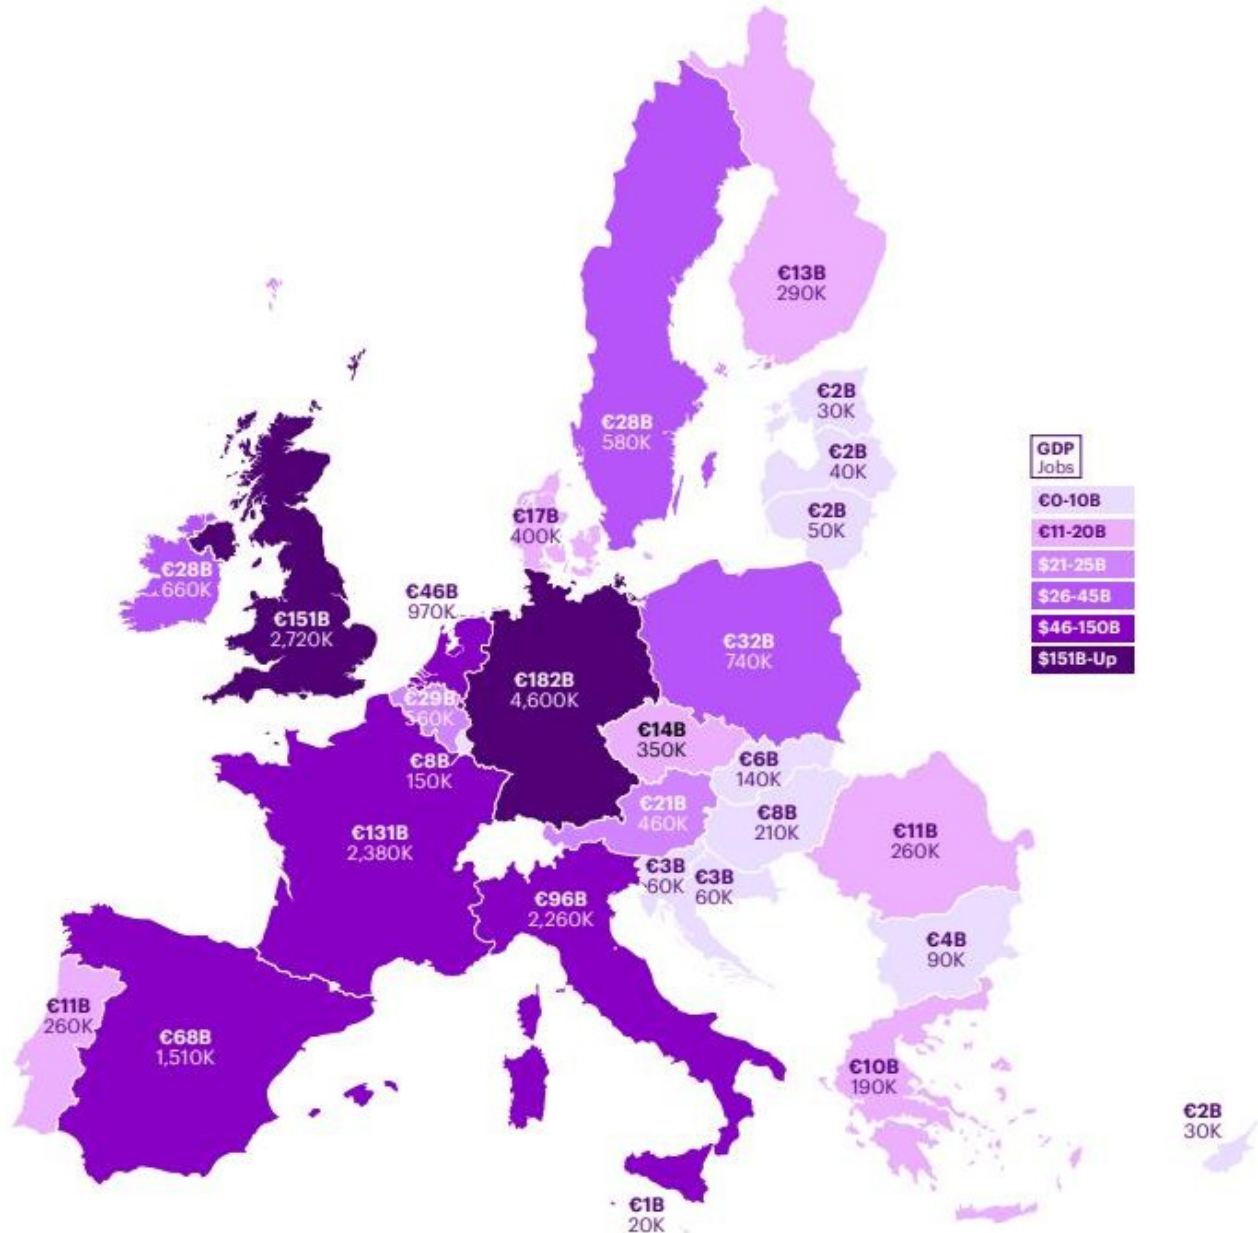 €13B
290K
€2B
30K
€28B
580K
€2B
40K
GDP
Jobs
€0-10B
€11-20B
$21-25B
$26-45B
$46-150B
$151B-Up
€2B
50K
€17B
400K
€28B
660K
€46B
970K
€151B
2,720K
€32B
740K
€182B
4,600K
€29B
560K
€14B
350K
€8B
150K
€6B
140K
€21B
460K
€8B
210K
€131B
2,380K
€11B
260K
€3B
60K
€3B
60K
€96B
2,260K
€4B
90K
€11B
260K
€68B
1,510K
€10B
190K
€2B
30K
€1B
20K